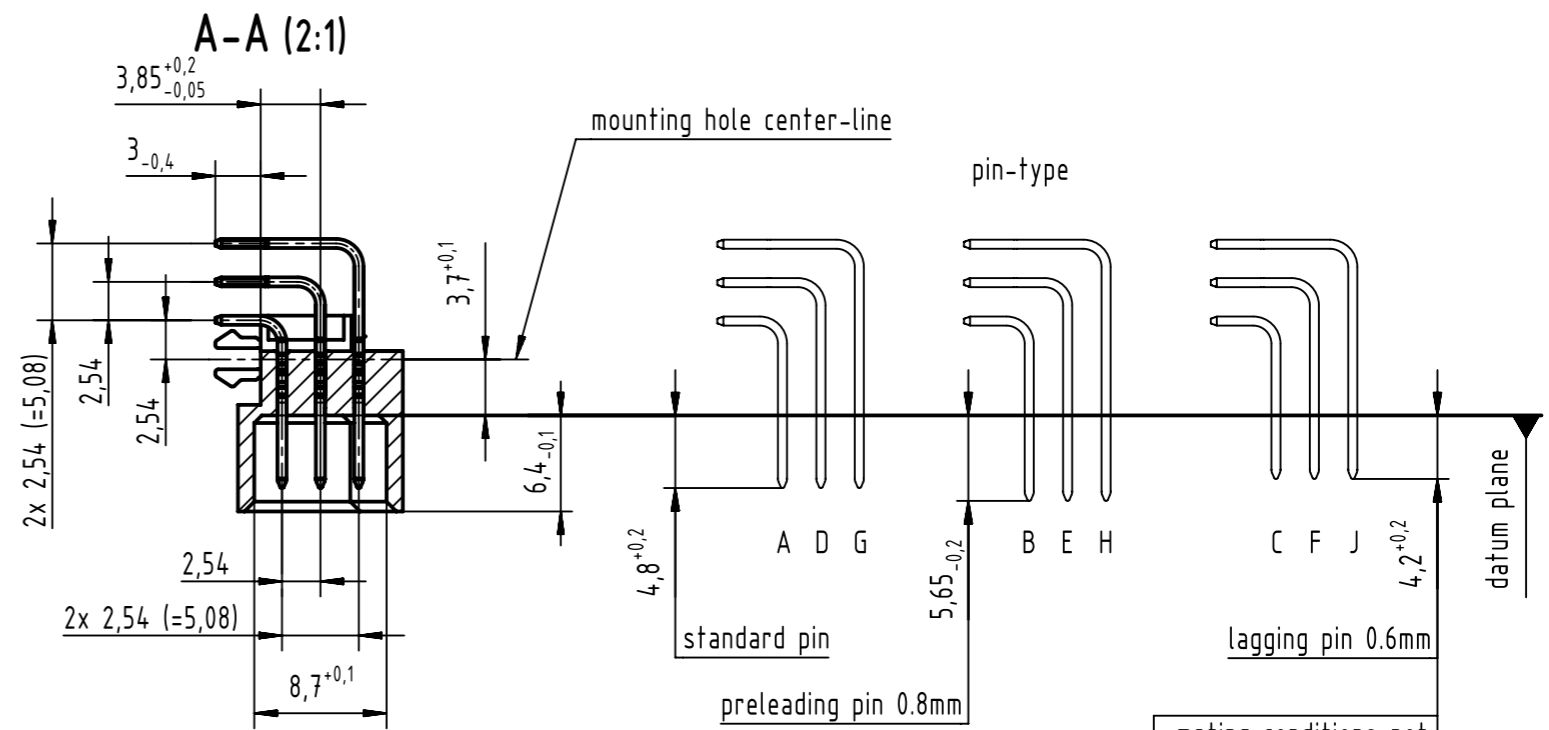 A-A (2:1)
3,85 +0,2 -0,05
mounting hole center-line
3 -0,4
pin-type
3,7 +0,1
2x 2,54 (=5,08)
2,54
2,54
6,4 -0,1
4,8 +0,2
A D G
5,65 -0,2
B E H
C F J
4,2 +0,2
datum plane
2,54
2x 2,54 (=5,08)
standard pin
lagging pin 0.6mm
8,7 +0,1
preleading pin 0.8mm
mating conditions not